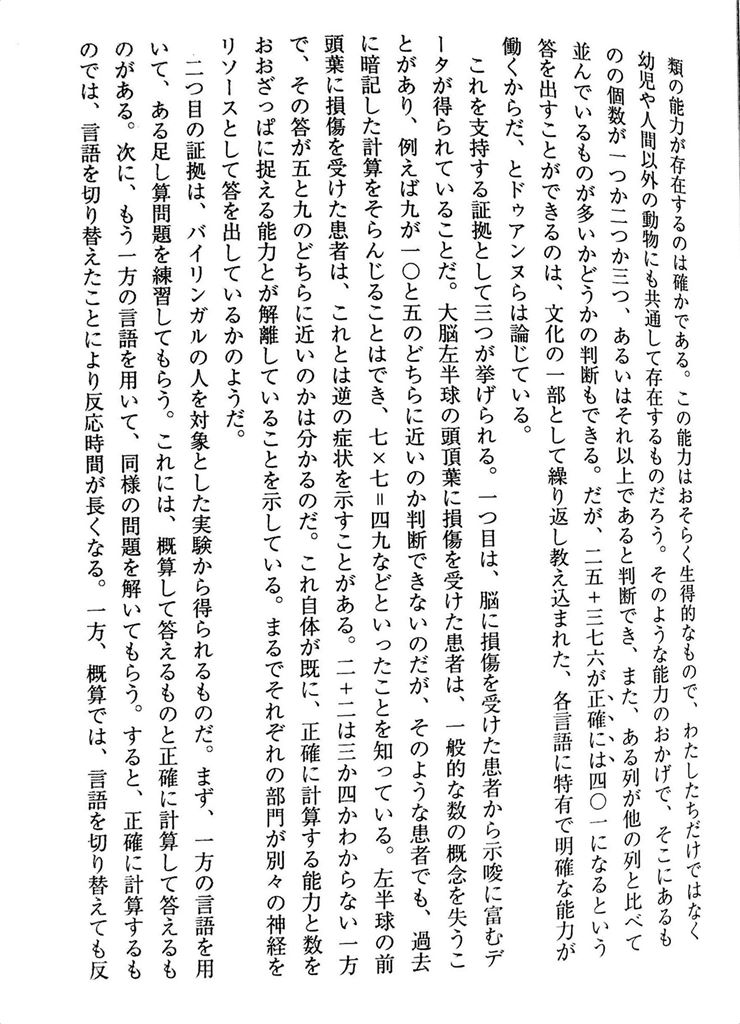 類の能力が存在するのは確かである。この能力はおそらく生得的なもので、わたしたちだけではなく
幼児や人間以外の動物にも共通して存在するものだろう。そのような能力のおかげで、そこにあるも
のの個数が一つか二つか三つ、あるいはそれ以上であると判断でき、また、ある列が他の列と比べて
並んでいるものが多いかどうかの判断もできる。だが、二五+三七六が正確には四〇一になるという
答を出すことができるのは、文化の一部として繰り返し教え込まれた、各言語に特有で明確な能力が
働くからだ、とドゥアンヌらは論じている。
これを支持する証拠として三つが挙げられる。一つ目は、脳に損傷を受けた患者から示唆に富むデ
ータが得られていることだ。大脳左半球の頭頂葉に損傷を受けた患者は、一般的な数の概念を失うこ
とがあり、例えば九が一〇と五のどちらに近いのか判断できないのだが、そのような患者でも、過去
に暗記した計算をそらんじることはでき、七×七=四九などといったことを知っている。左半球の前
頭葉に損傷を受けた患者は、これとは逆の症状を示すことがある。二+二は三か四かわからない一方
で、その答が五と九のどちらに近いのかは分かるのだ。これ自体が既に、正確に計算する能力と数を
おおざっぱに捉える能力とが解離していることを示している。まるでそれぞれの部門が別々の神経を
リソースとして答を出しているかのようだ。
二つ目の証拠は、バイリンガルの人を対象とした実験から得られるものだ。まず、一方の言語を用
いて、ある足し算問題を練習してもらう。これには、概算して答えるものと正確に計算して答えるも
のがある。次に、もう一方の言語を用いて、同様の問題を解いてもらう。すると、正確に計算するも
のでは、言語を切り替えたことにより反応時間が長くなる。一方、概算では、言語を切り替えても反